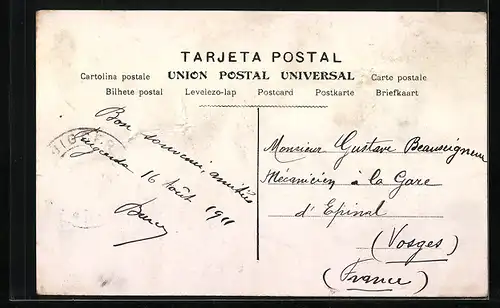 TARJETA POSTAL
Cartolina postale UNION POSTAL UNIVERSAL Carte postale
Bilhete postal Levelezo-lap Postcard Postkarte Briefkaart
Bon souvenir, amitiés
16 Août 1911
Monsieur Gustave Beauseigneur
Mécanicien à la Gare
d'Epinal
(Vosges)
(France)